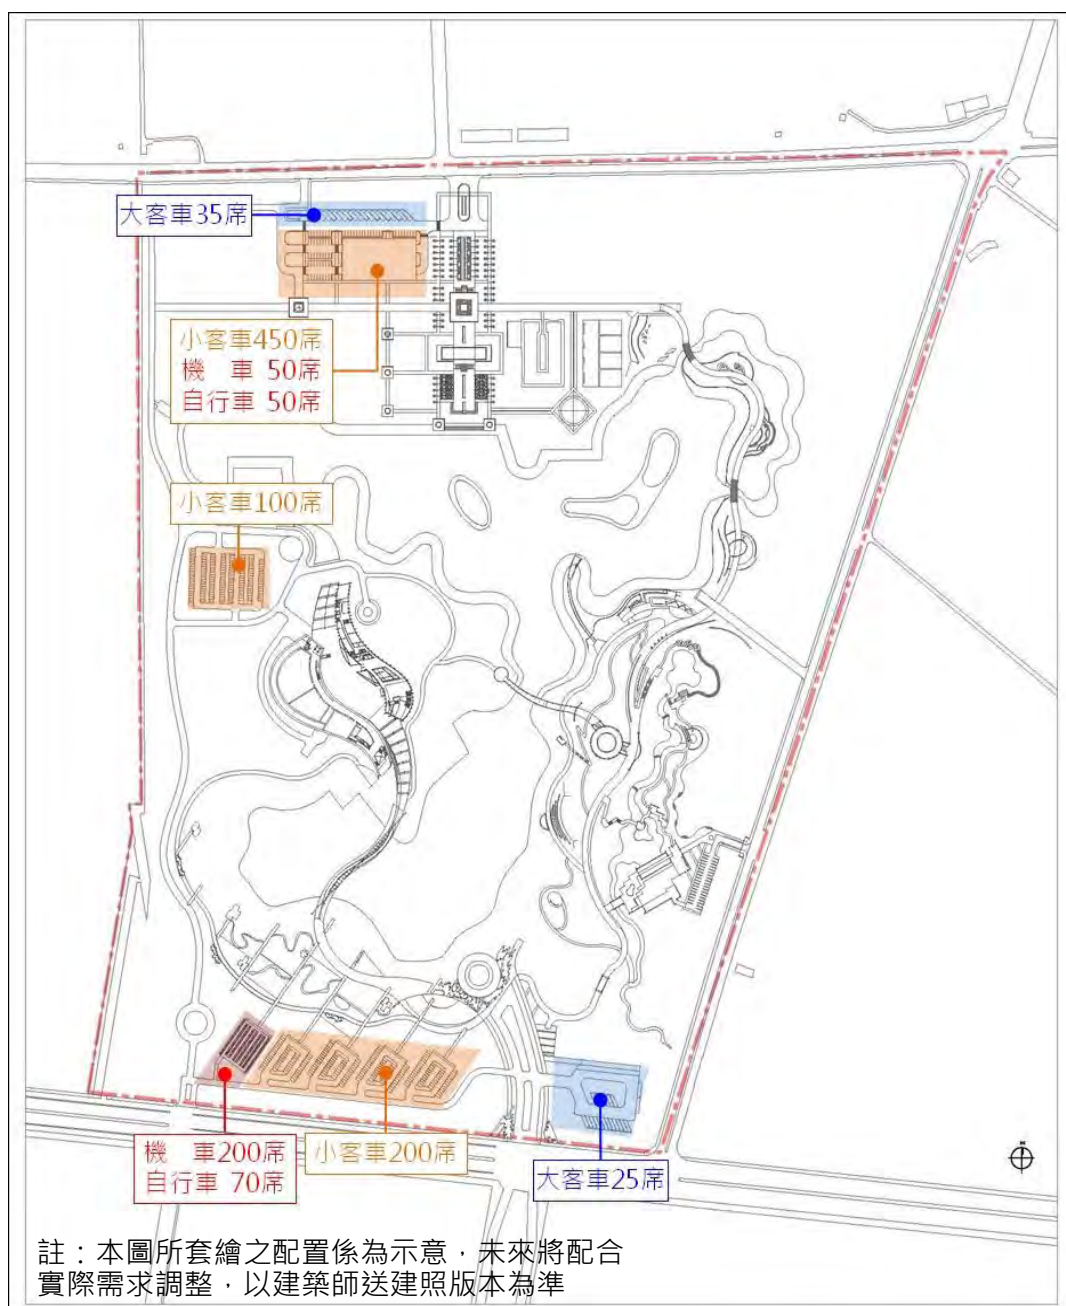 大客車35席
小客車450席
機　車 50席
自行車 50席
小客車100席
機　車200席
自行車 70席
小客車200席
大客車25席
N
註：本圖所套繪之配置係為示意，未來將配合
實際需求調整，以建築師送建照版本為準